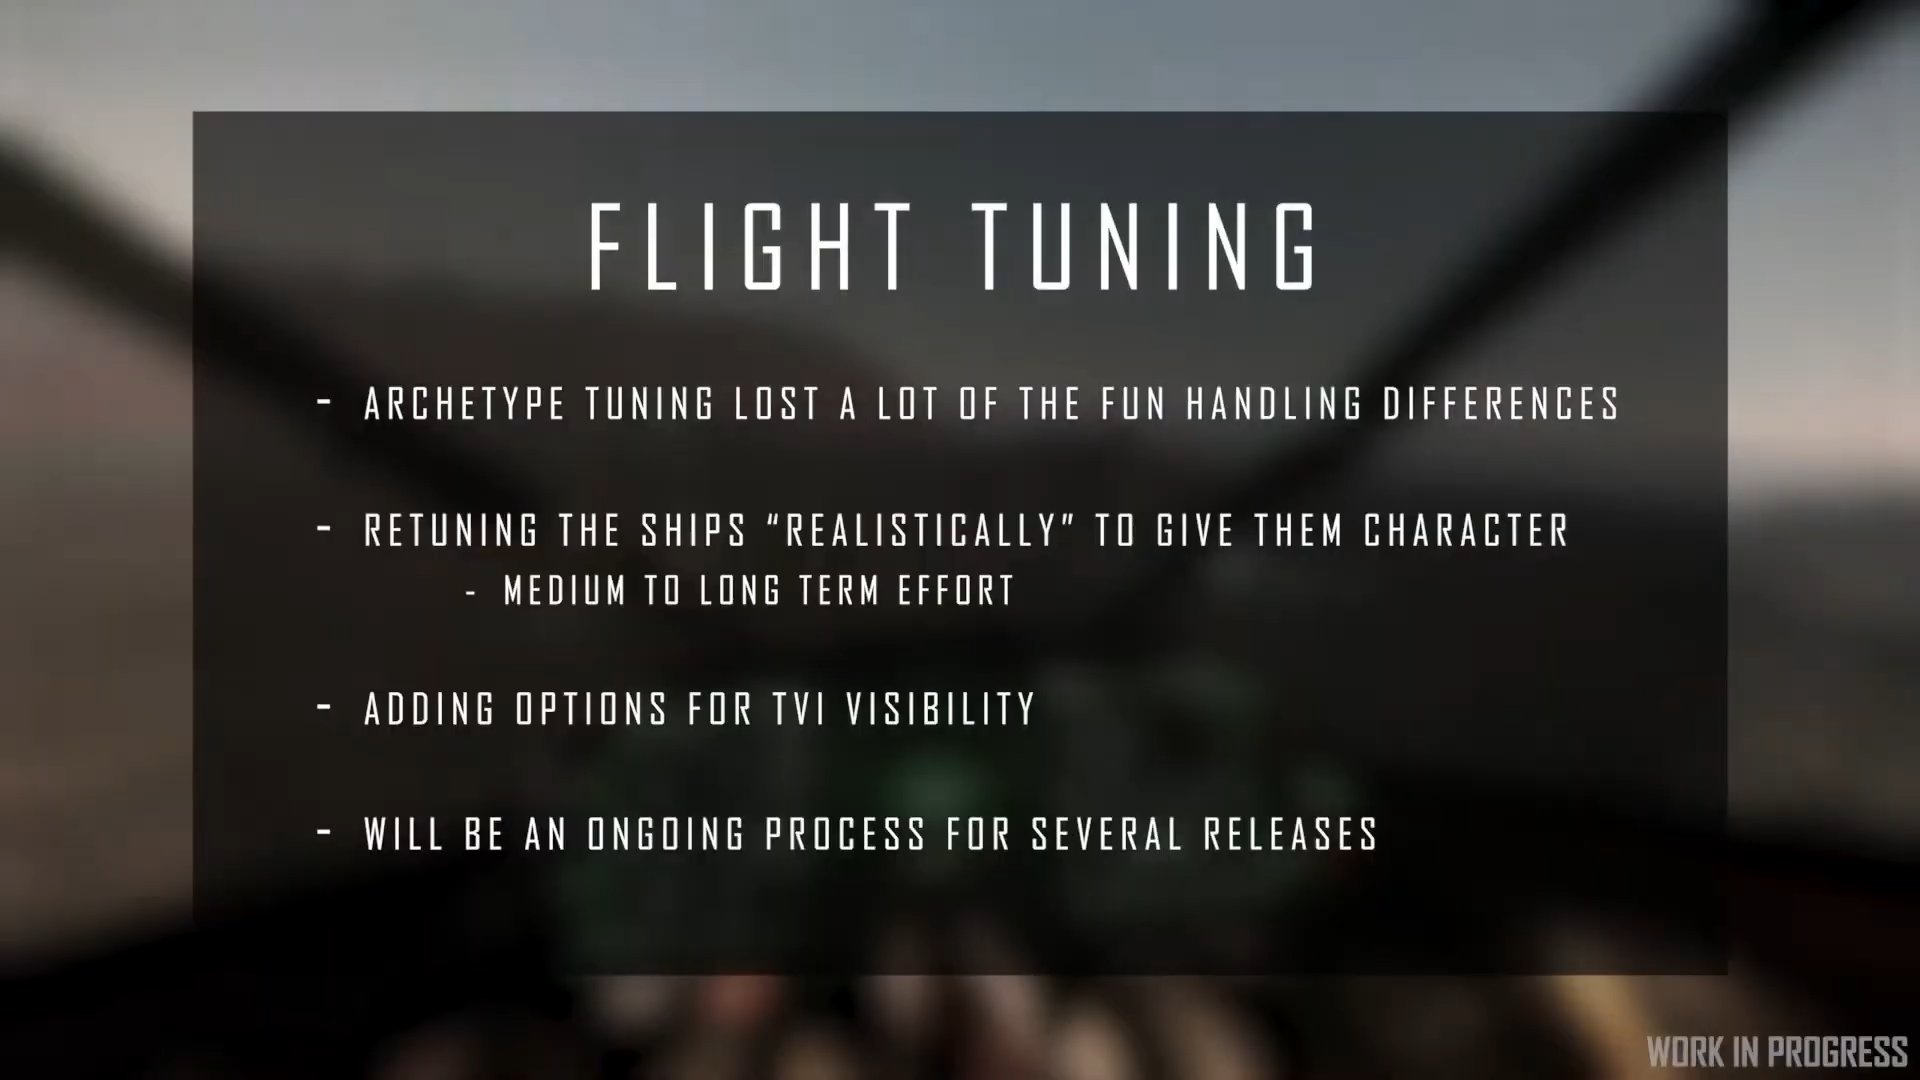 FLIGHT TUNING
- ARCHETYPE TUNING LOST A LOT OF THE FUN HANDLING DIFFERENCES
- RETUNING THE SHIPS “REALISTICALLY” TO GIVE THEM CHARACTER
- MEDIUM TO LONG TERM EFFORT
- ADDING OPTIONS FOR TVI VISIBILITY
- WILL BE AN ONGOING PROCESS FOR SEVERAL RELEASES
WORK IN PROGRESS